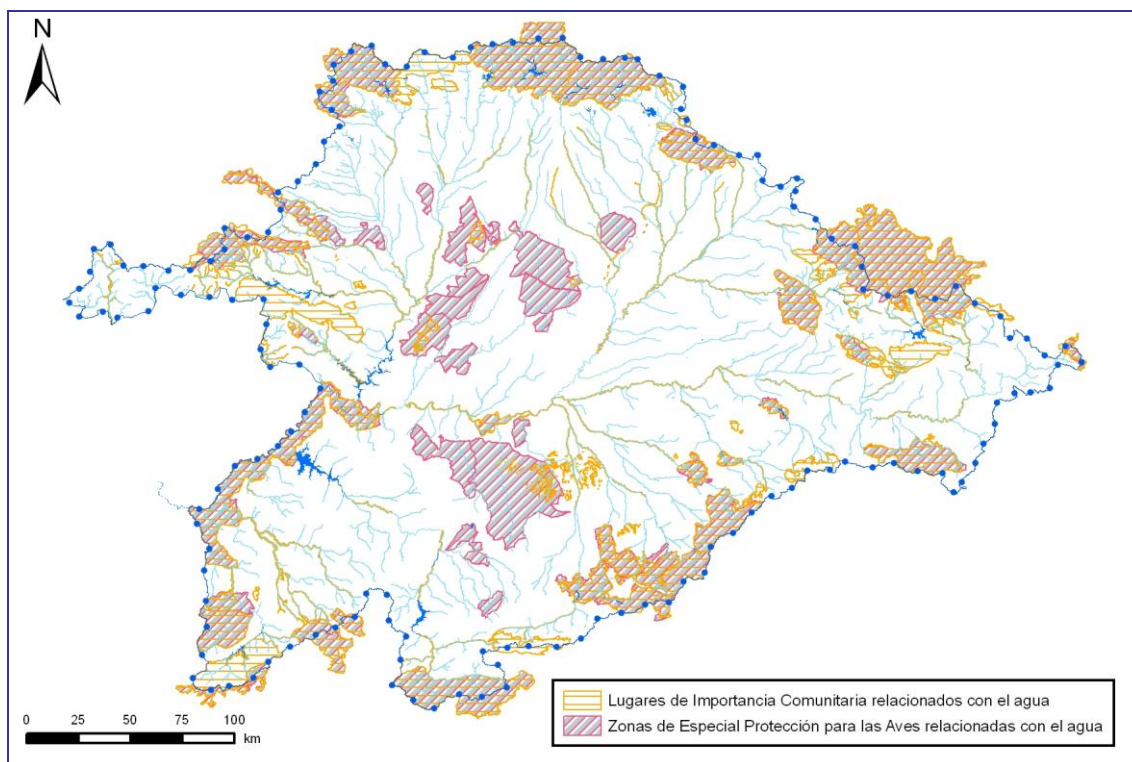 N
Lugares de Importancia Comunitaria relacionados con el agua
Zonas de Especial Protección para las Aves relacionadas con el agua
0 25 50 75 100
km